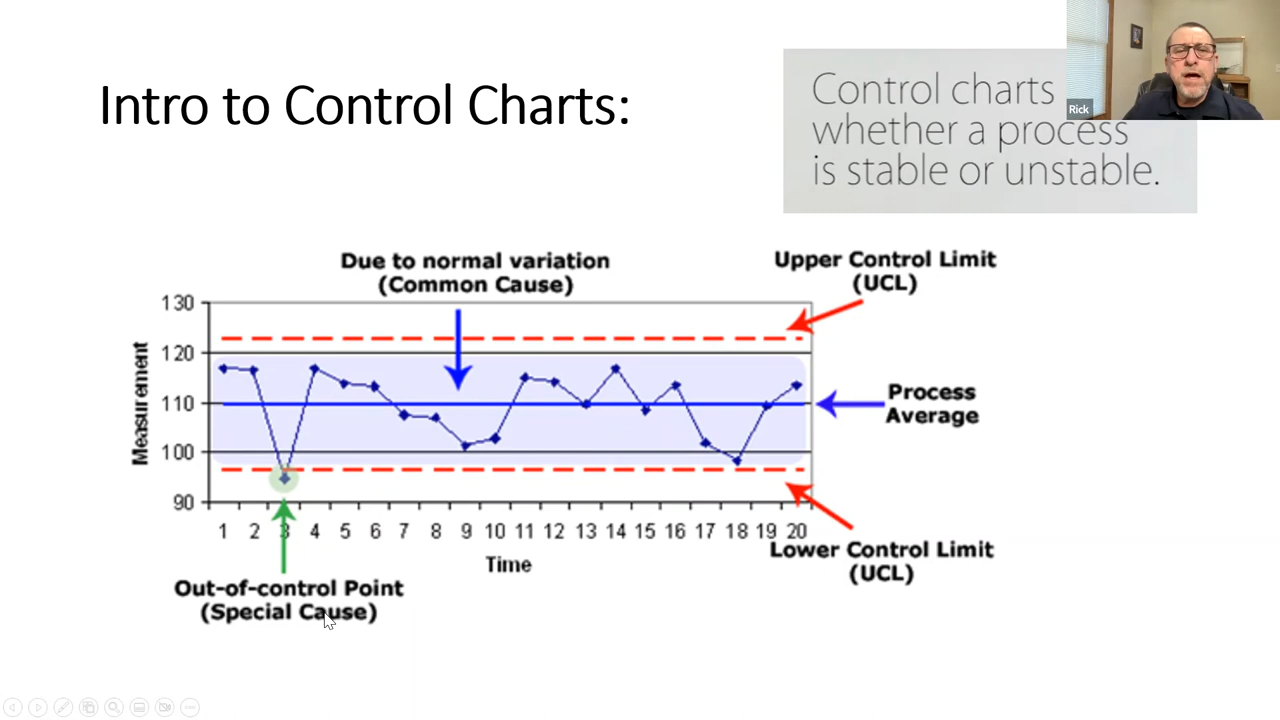 Intro to Control Charts:
Control charts
whether a process
is stable or unstable.
Rick
Due to normal variation
(Common Cause)
Upper Control Limit
(UCL)
130
120
110
100
90
Measurement
Process
Average
1 2 3 4 5 6 7 8 9 10 11 12 13 14 15 16 17 18 19 20
Time
Lower Control Limit
(UCL)
Out-of-control Point
(Special Cause)